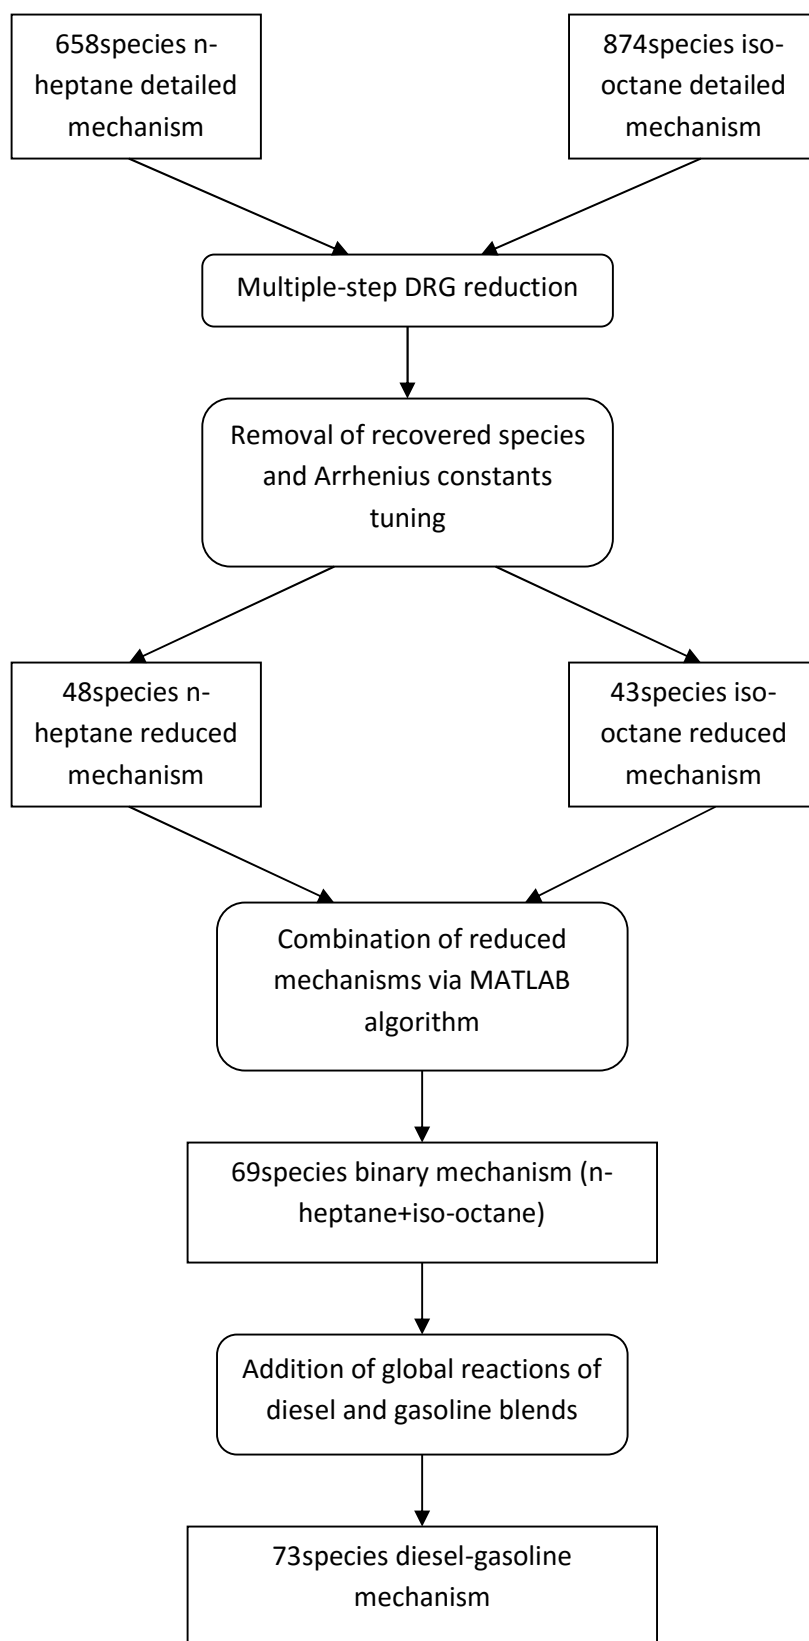 658species n-
heptane detailed
mechanism
874species iso-
octane detailed
mechanism
Multiple-step DRG reduction
Removal of recovered species
and Arrhenius constants
tuning
48species n-
heptane reduced
mechanism
43species iso-
octane reduced
mechanism
Combination of reduced
mechanisms via MATLAB
algorithm
69species binary mechanism (n-
heptane+iso-octane)
Addition of global reactions of
diesel and gasoline blends
73species diesel-gasoline
mechanism